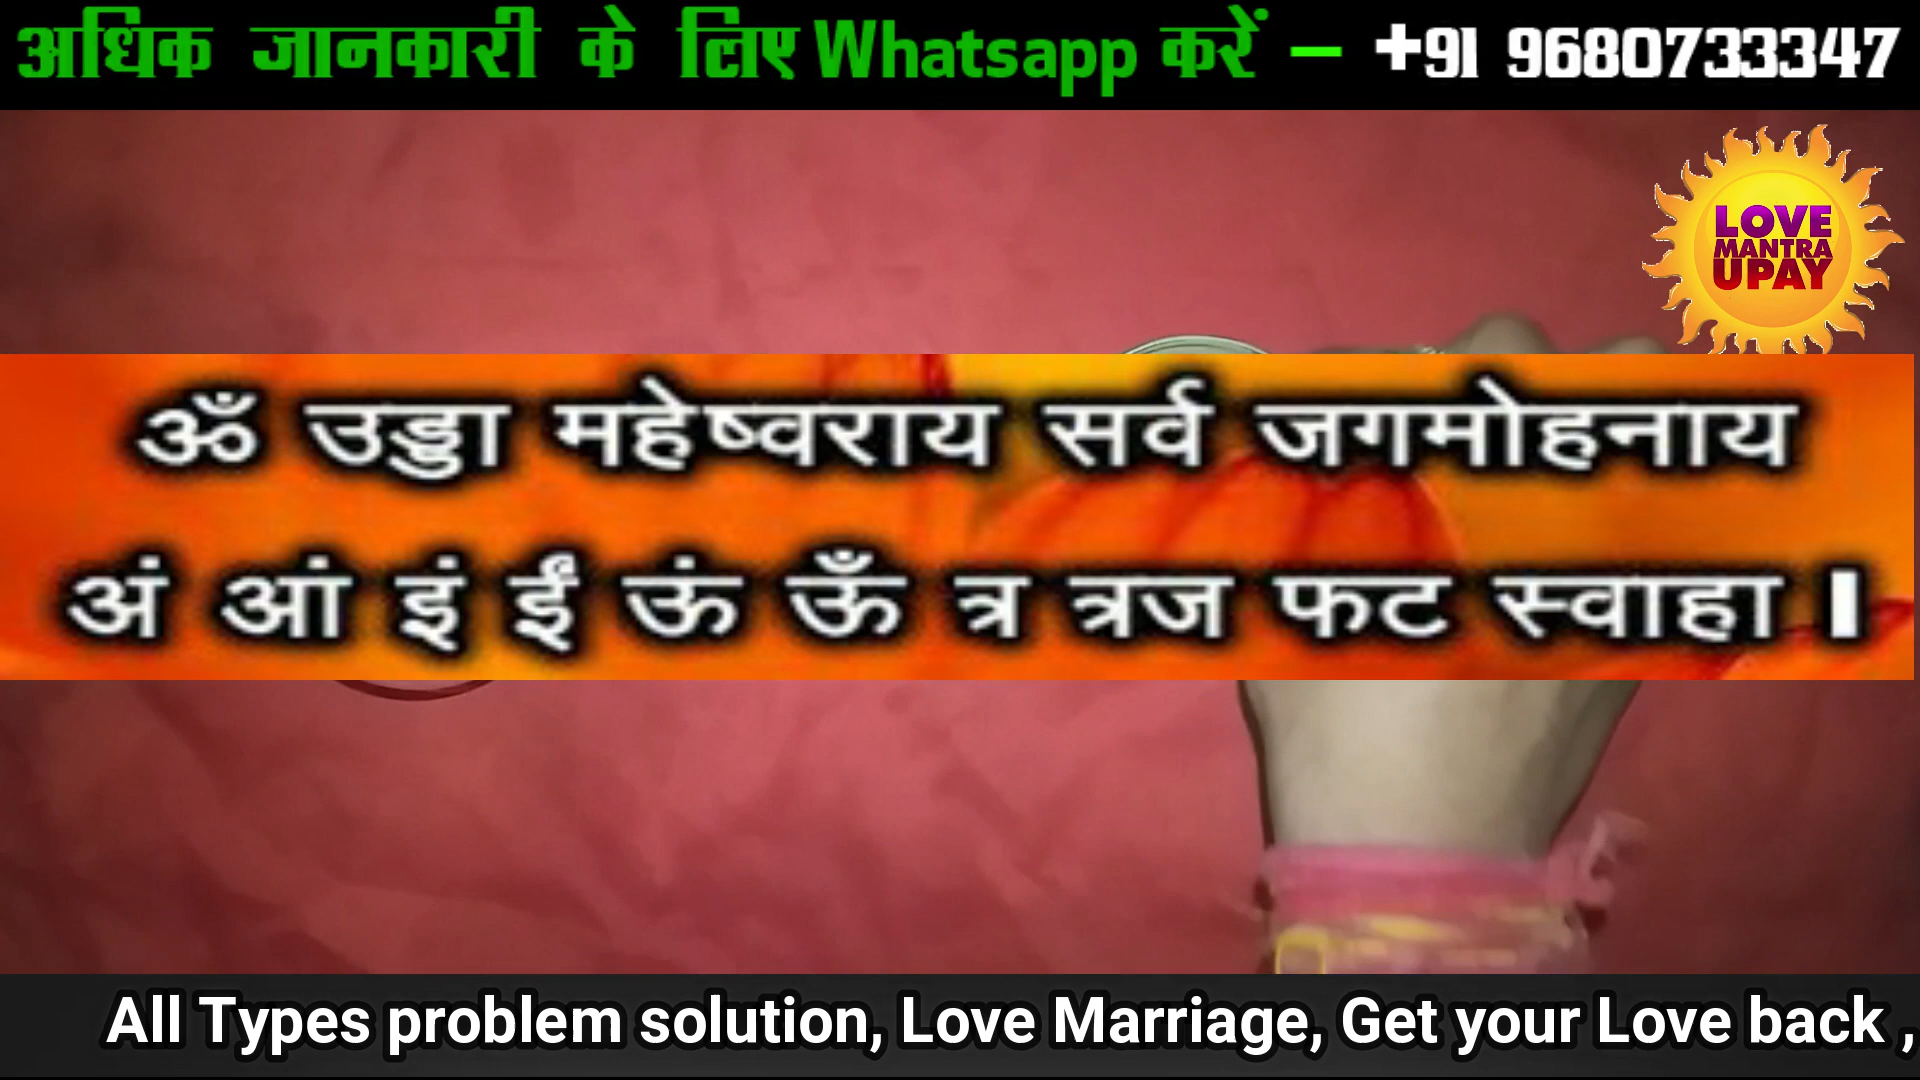 अधिक जानकारी के लिए Whatsapp करें – +91 9680733347
LOVE
MANTRA
UPAY
ॐ उड्डा महेष्वराय सर्व जगमोहनाय
अं आं इं ईं ऊं ऊँ त्र त्रज फट स्वाहा ।
All Types problem solution, Love Marriage, Get your Love back ,